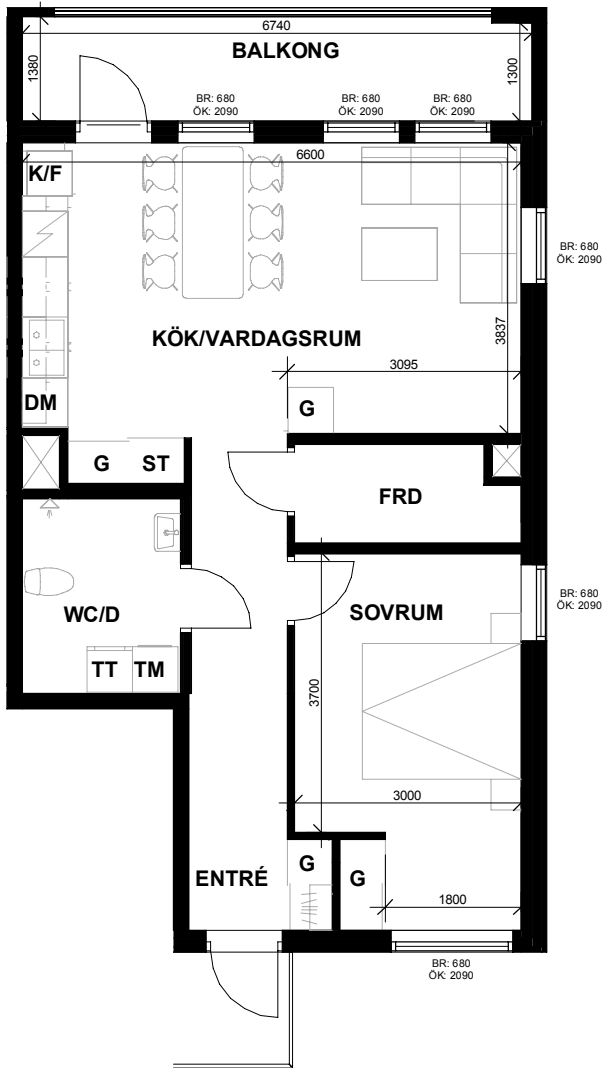 6740
BALKONG
1380
1300
BR: 680
ÖK: 2090
BR: 680
ÖK: 2090
BR: 680
ÖK: 2090
6600
K/F
BR: 680
ÖK: 2090
3837
KÖK/VARDAGSRUM
3095
DM
G
G
ST
FRD
WC/D
SOVRUM
BR: 680
ÖK: 2090
TT
TM
3700
3000
ENTRÉ
G
G
1800
BR: 680
ÖK: 2090